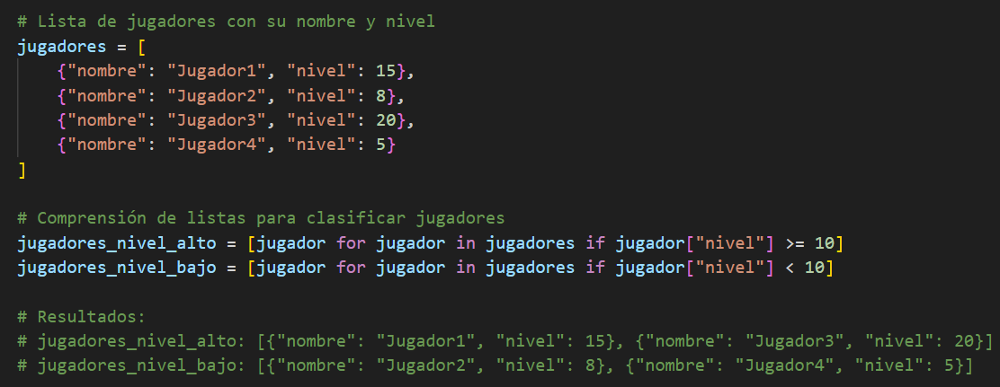 # Lista de jugadores con su nombre y nivel
jugadores = [
    {"nombre": "Jugador1", "nivel": 15},
    {"nombre": "Jugador2", "nivel": 8},
    {"nombre": "Jugador3", "nivel": 20},
    {"nombre": "Jugador4", "nivel": 5}
]
# Comprensión de listas para clasificar jugadores
jugadores_nivel_alto = [jugador for jugador in jugadores if jugador["nivel"] >= 10]
jugadores_nivel_bajo = [jugador for jugador in jugadores if jugador["nivel"] < 10]
# Resultados:
# jugadores_nivel_alto: [{"nombre": "Jugador1", "nivel": 15}, {"nombre": "Jugador3", "nivel": 20}]
# jugadores_nivel_bajo: [{"nombre": "Jugador2", "nivel": 8}, {"nombre": "Jugador4", "nivel": 5}]